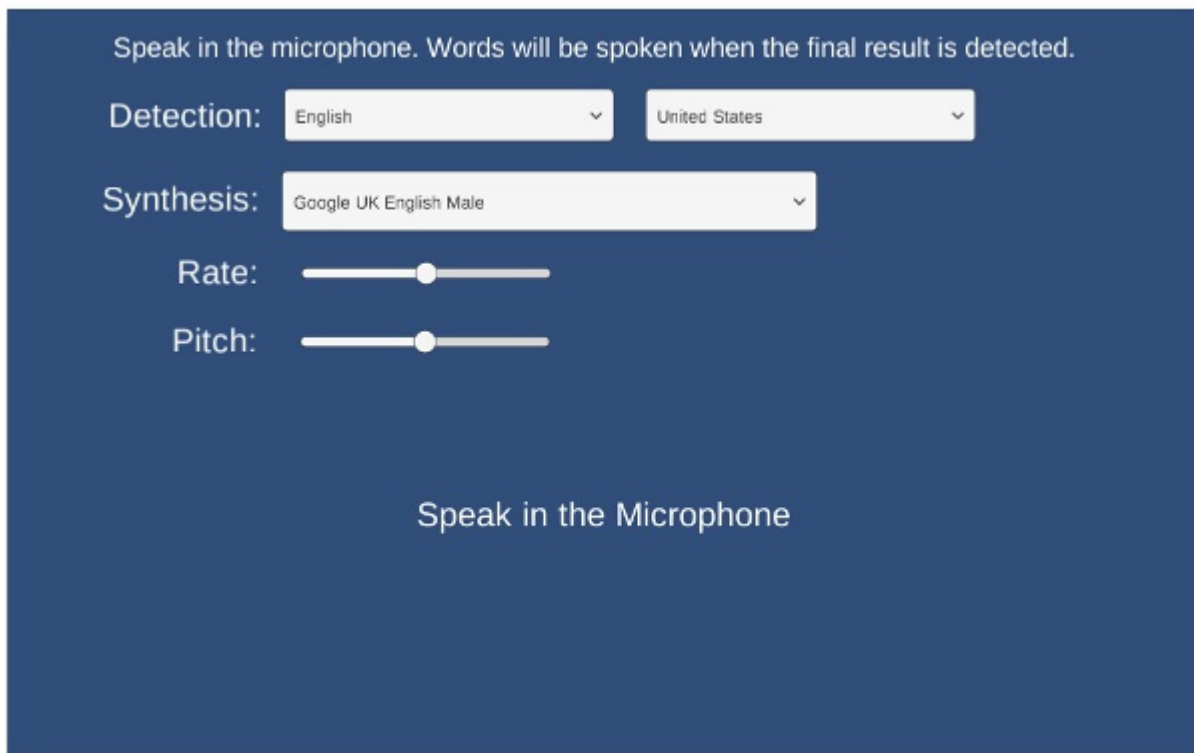 Speak in the microphone. Words will be spoken when the final result is detected.
Detection: English United States
Synthesis: Google UK English Male
Rate:
Pitch:
Speak in the Microphone